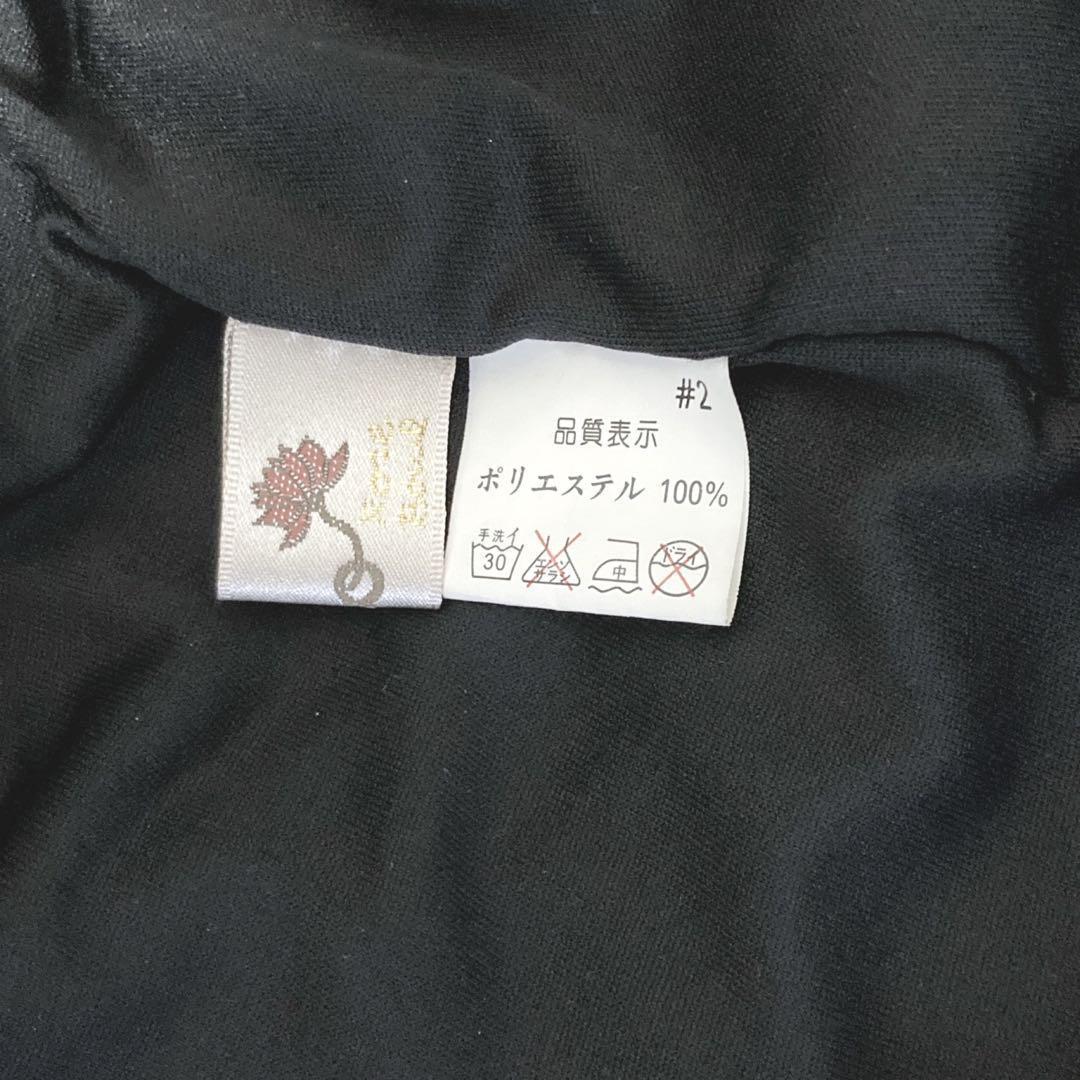 #2
品質表示
ポリエステル 100%
手洗イ
30
エンソ
サラシ
中
ドライ